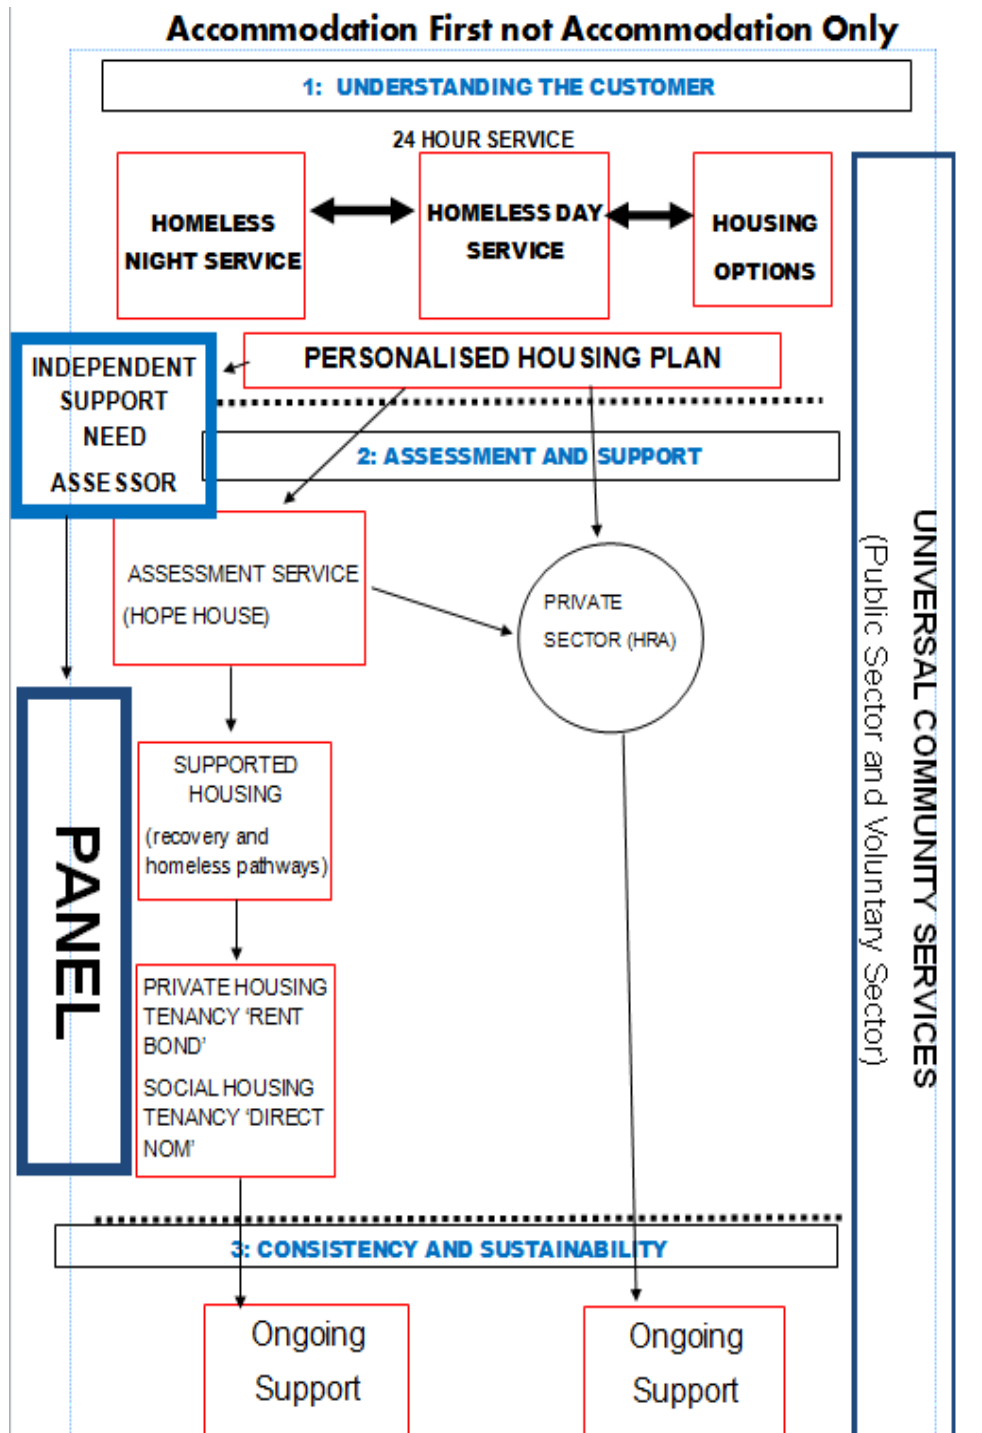 Accommodation First not Accommodation Only
1: UNDERSTANDING THE CUSTOMER
24 HOUR SERVICE
HOMELESS
NIGHT SERVICE
HOMELESS DAY
SERVICE
HOUSING
OPTIONS
PERSONALISED HOUSING PLAN
INDEPENDENT
SUPPORT
NEED
ASSESSOR
2: ASSESSMENT AND SUPPORT
ASSESSMENT SERVICE
(HOPE HOUSE)
PRIVATE
SECTOR (HRA)
SUPPORTED
HOUSING
(recovery and
homeless pathways)
PANEL
PRIVATE HOUSING
TENANCY ‘RENT
BOND’
SOCIAL HOUSING
TENANCY ‘DIRECT
NOM’
UNIVERSAL COMMUNITY SERVICES
(Public Sector and Voluntary Sector)
3: CONSISTENCY AND SUSTAINABILITY
Ongoing
Support
Ongoing
Support